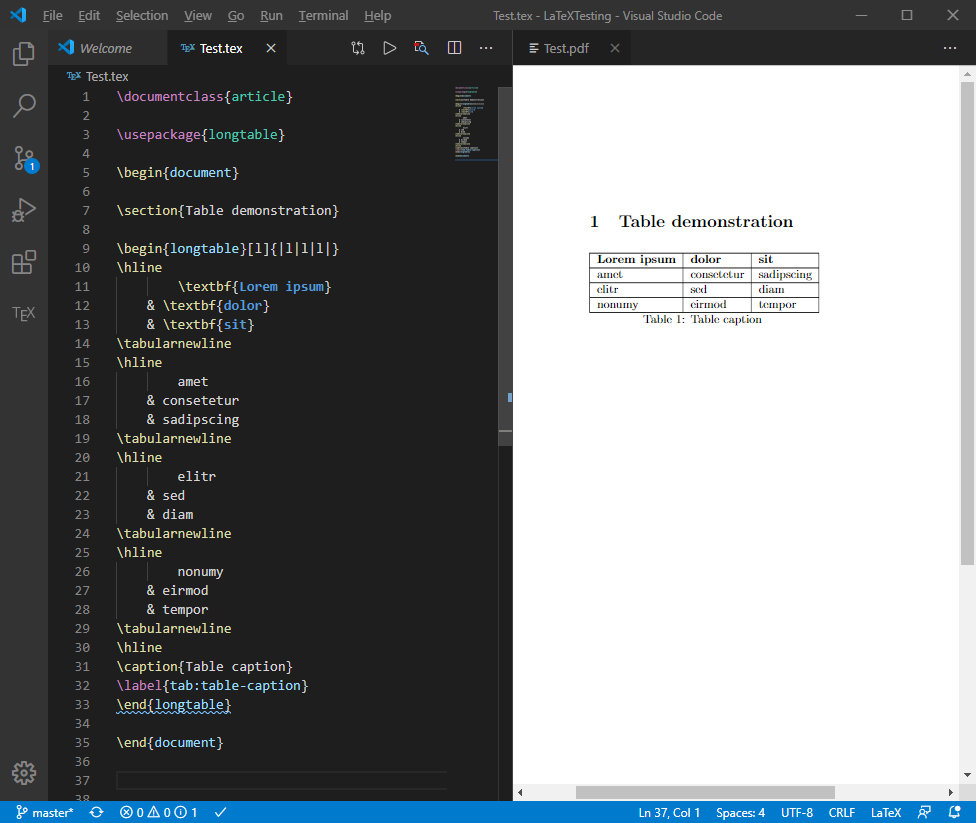 File Edit Selection View Go Run Terminal Help Test.tex - LaTeXTesting - Visual Studio Code
Welcome TEX Test.tex Test.pdf
TEX Test.tex
1 \documentclass{article}
2
3 \usepackage{longtable}
4
5 \begin{document}
6
7 \section{Table demonstration}
8
9 \begin{longtable}[l]{|l|l|l|}
10 \hline
11 \textbf{Lorem ipsum}
12 & \textbf{dolor}
13 & \textbf{sit}
14 \tabularnewline
15 \hline
16 amet
17 & consetetur
18 & sadipscing
19 \tabularnewline
20 \hline
21 elitr
22 & sed
23 & diam
24 \tabularnewline
25 \hline
26 nonumy
27 & eirmod
28 & tempor
29 \tabularnewline
30 \hline
31 \caption{Table caption}
32 \label{tab:table-caption}
33 \end{longtable}
34
35 \end{document}
36
37
38
1 Table demonstration
Lorem ipsum dolor sit
amet consetetur sadipscing
elitr sed diam
nonumy eirmod tempor
Table 1: Table caption
1
TEX
master* 0 0 1 Ln 37, Col 1 Spaces: 4 UTF-8 CRLF LaTeX